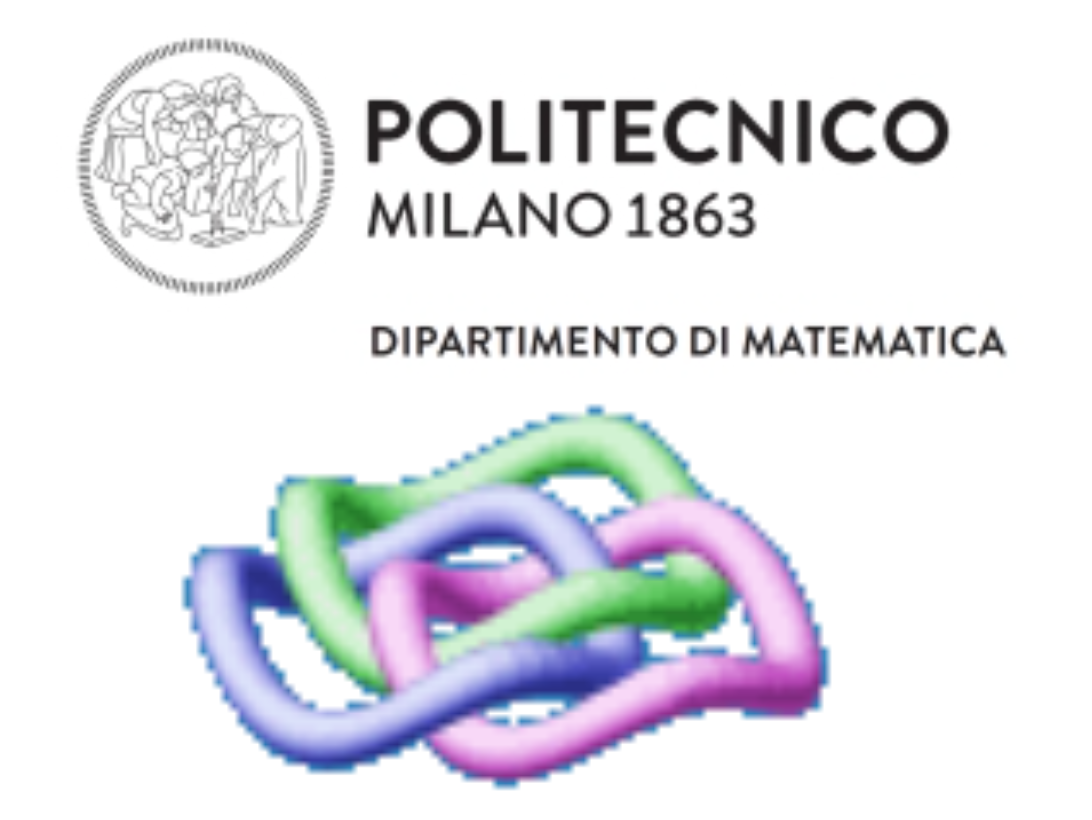 POLITECNICO
MILANO 1863
DIPARTIMENTO DI MATEMATICA